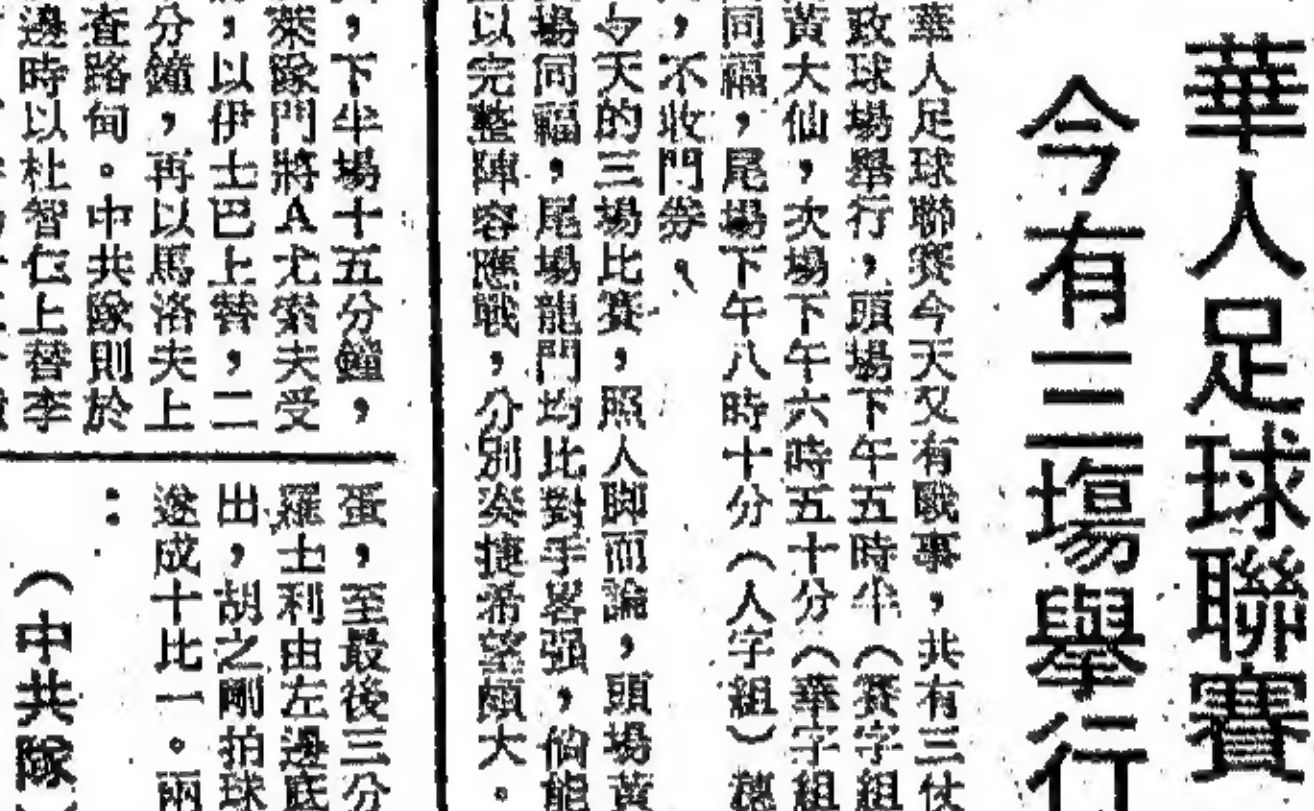 華人足球聯賽
今有三塲舉行
華人足球聯賽今天又有戰事，共有三仗
政球場舉行，頭場下午五時半（賽字組
黃大仙，次場下午六時五十分（華字組
同福，尾場下午八時十分（人字組）穗
，不收門券。
今天的三場比賽，照人脚而論，頭場黃
場同福，尾場龍門均比對手畧强，倘能
以完整陣容應戰，分別奏捷希望頗大。
，下半場十五分鐘，
隊門將A尤索夫受
，以伊士巴上替，二
分鐘，再以馬洛夫上
查路甸。中共隊則於
邊時以杜智仁上替李
蛋，至最後三分
羅士利由左邊底
出，胡之剛拍球
遂成十比一。兩
：
（中共隊）